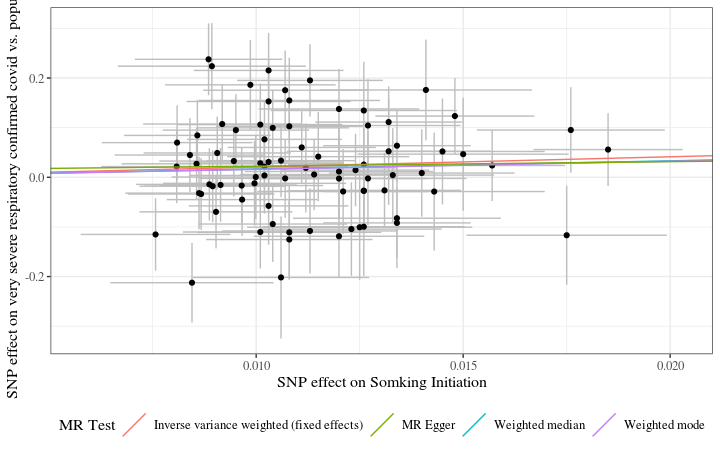 SNP effect on very severe respiratory confirmed covid vs.
0.2
0.0
-0.2
0.010
0.015
0.020
SNP effect on Somking Initiation
MR Test
Inverse variance weighted (fixed effects)
MR Egger
Weighted median
Weighted mode